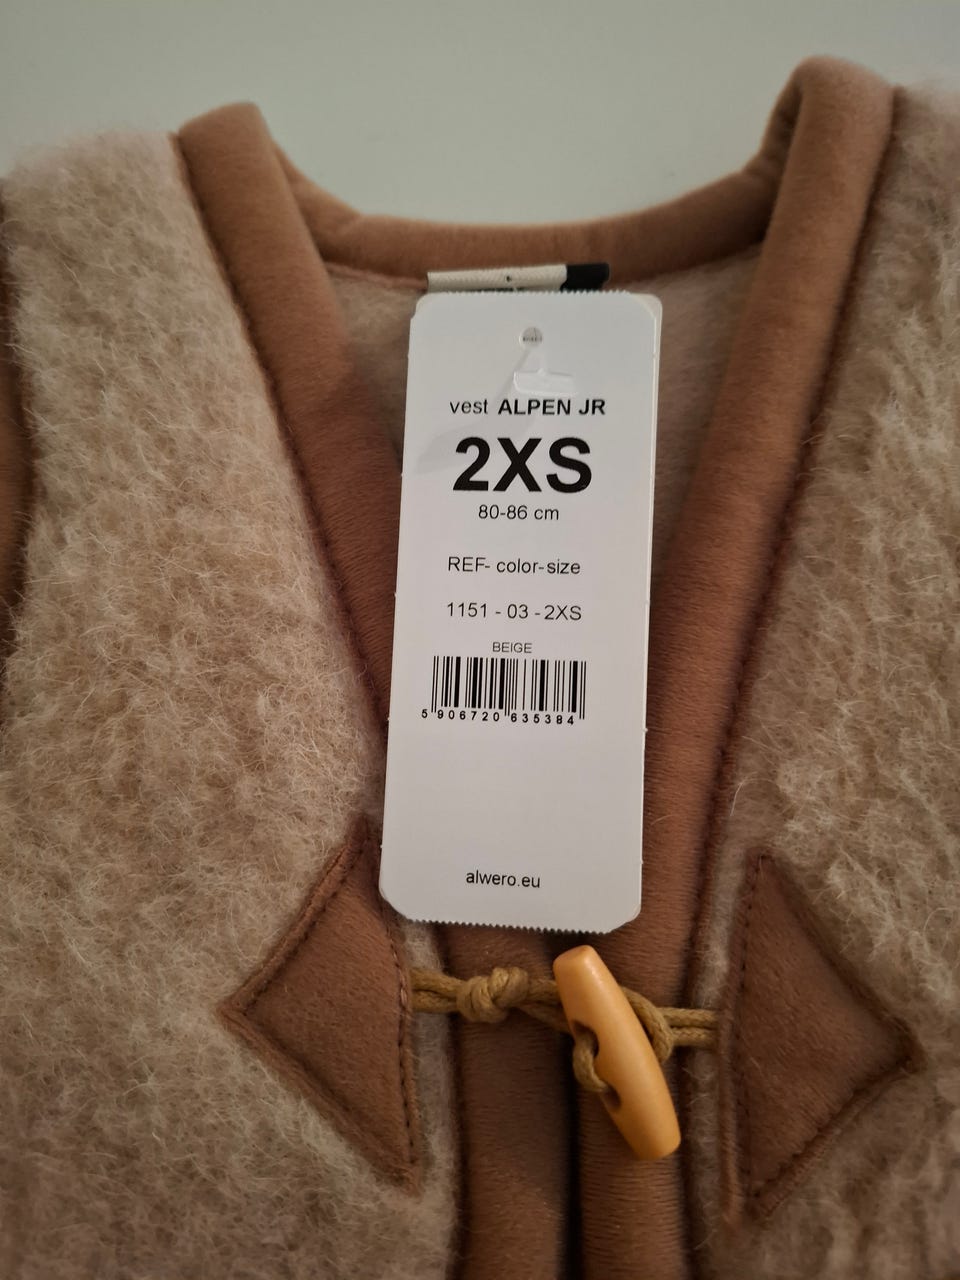 vest ALPEN JR
2XS
80-86 cm
REF- color-size
1151 - 03 - 2XS
BEIGE
5 906720 635384
alwero.eu